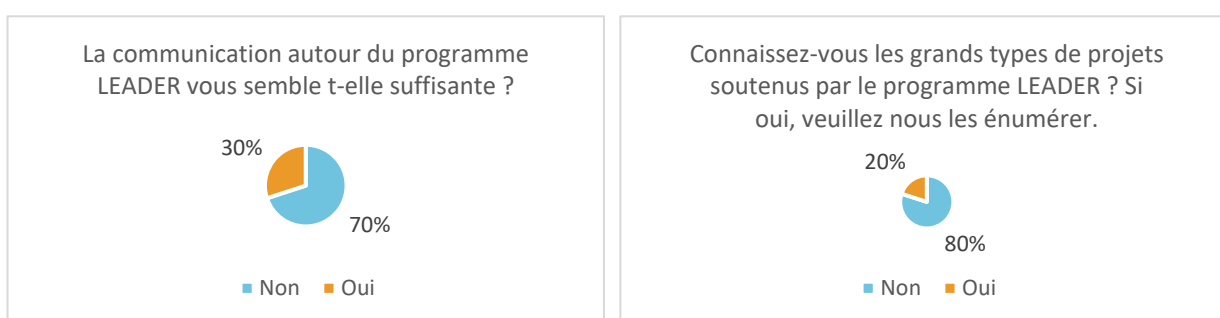 La communication autour du programme
LEADER vous semble t-elle suffisante ?
30%
70%
Non Oui
Connaissez-vous les grands types de projets
soutenus par le programme LEADER ? Si
oui, veuillez nous les énumérer.
20%
80%
Non Oui